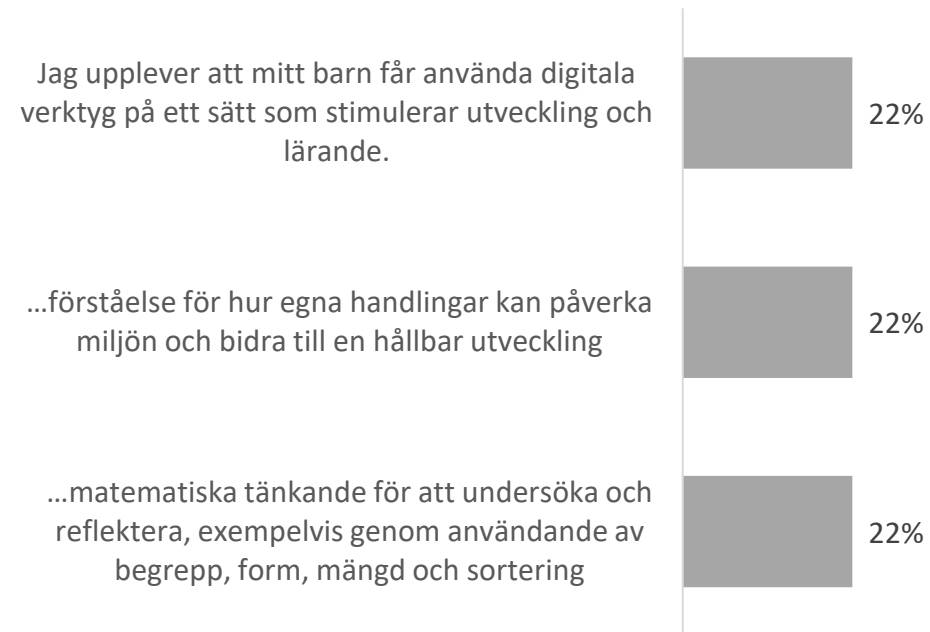 Jag upplever att mitt barn får använda digitala
verktyg på ett sätt som stimulerar utveckling och
lärande.
22%
…förståelse för hur egna handlingar kan påverka
miljön och bidra till en hållbar utveckling
22%
…matematiska tänkande för att undersöka och
reflektera, exempelvis genom användande av
begrepp, form, mängd och sortering
22%